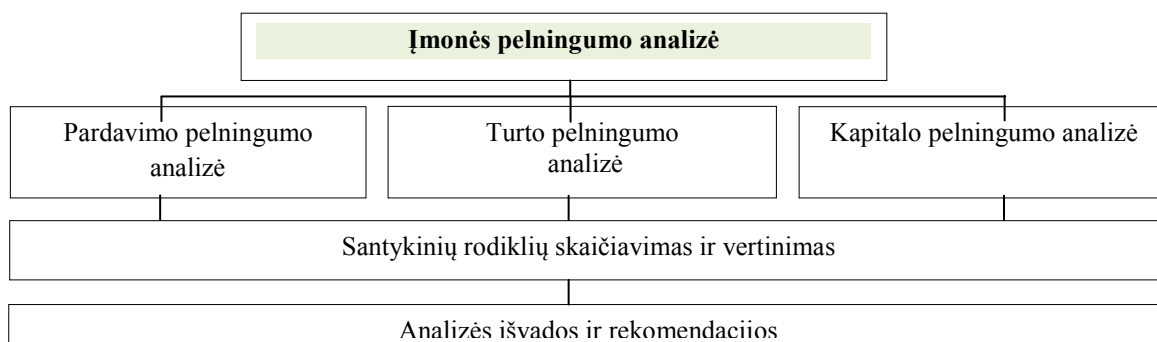 Įmonės pelningumo analizė
Pardavimo pelningumo
analizė
Turto pelningumo
analizė
Kapitalo pelningumo analizė
Santykinių rodiklių skaičiavimas ir vertinimas
Analizės išvados ir rekomendacijos